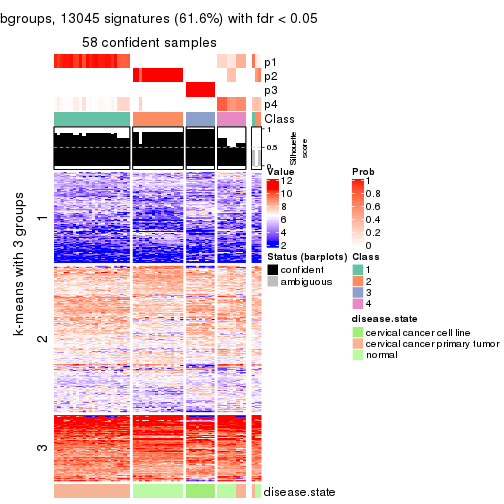 bgroups, 13045 signatures (61.6%) with fdr < 0.05
58 confident samples
p1
p2
p3
p4
Class
1
0.5
0
Silhouette
score
k-means with 3 groups
1
2
3
Value
12
10
8
6
4
2
Prob
1
0.8
0.6
0.4
0.2
0
Status (barplots)
confident
ambiguous
Class
1
2
3
4
disease.state
cervical cancer cell line
cervical cancer primary tumor
normal
disease.state